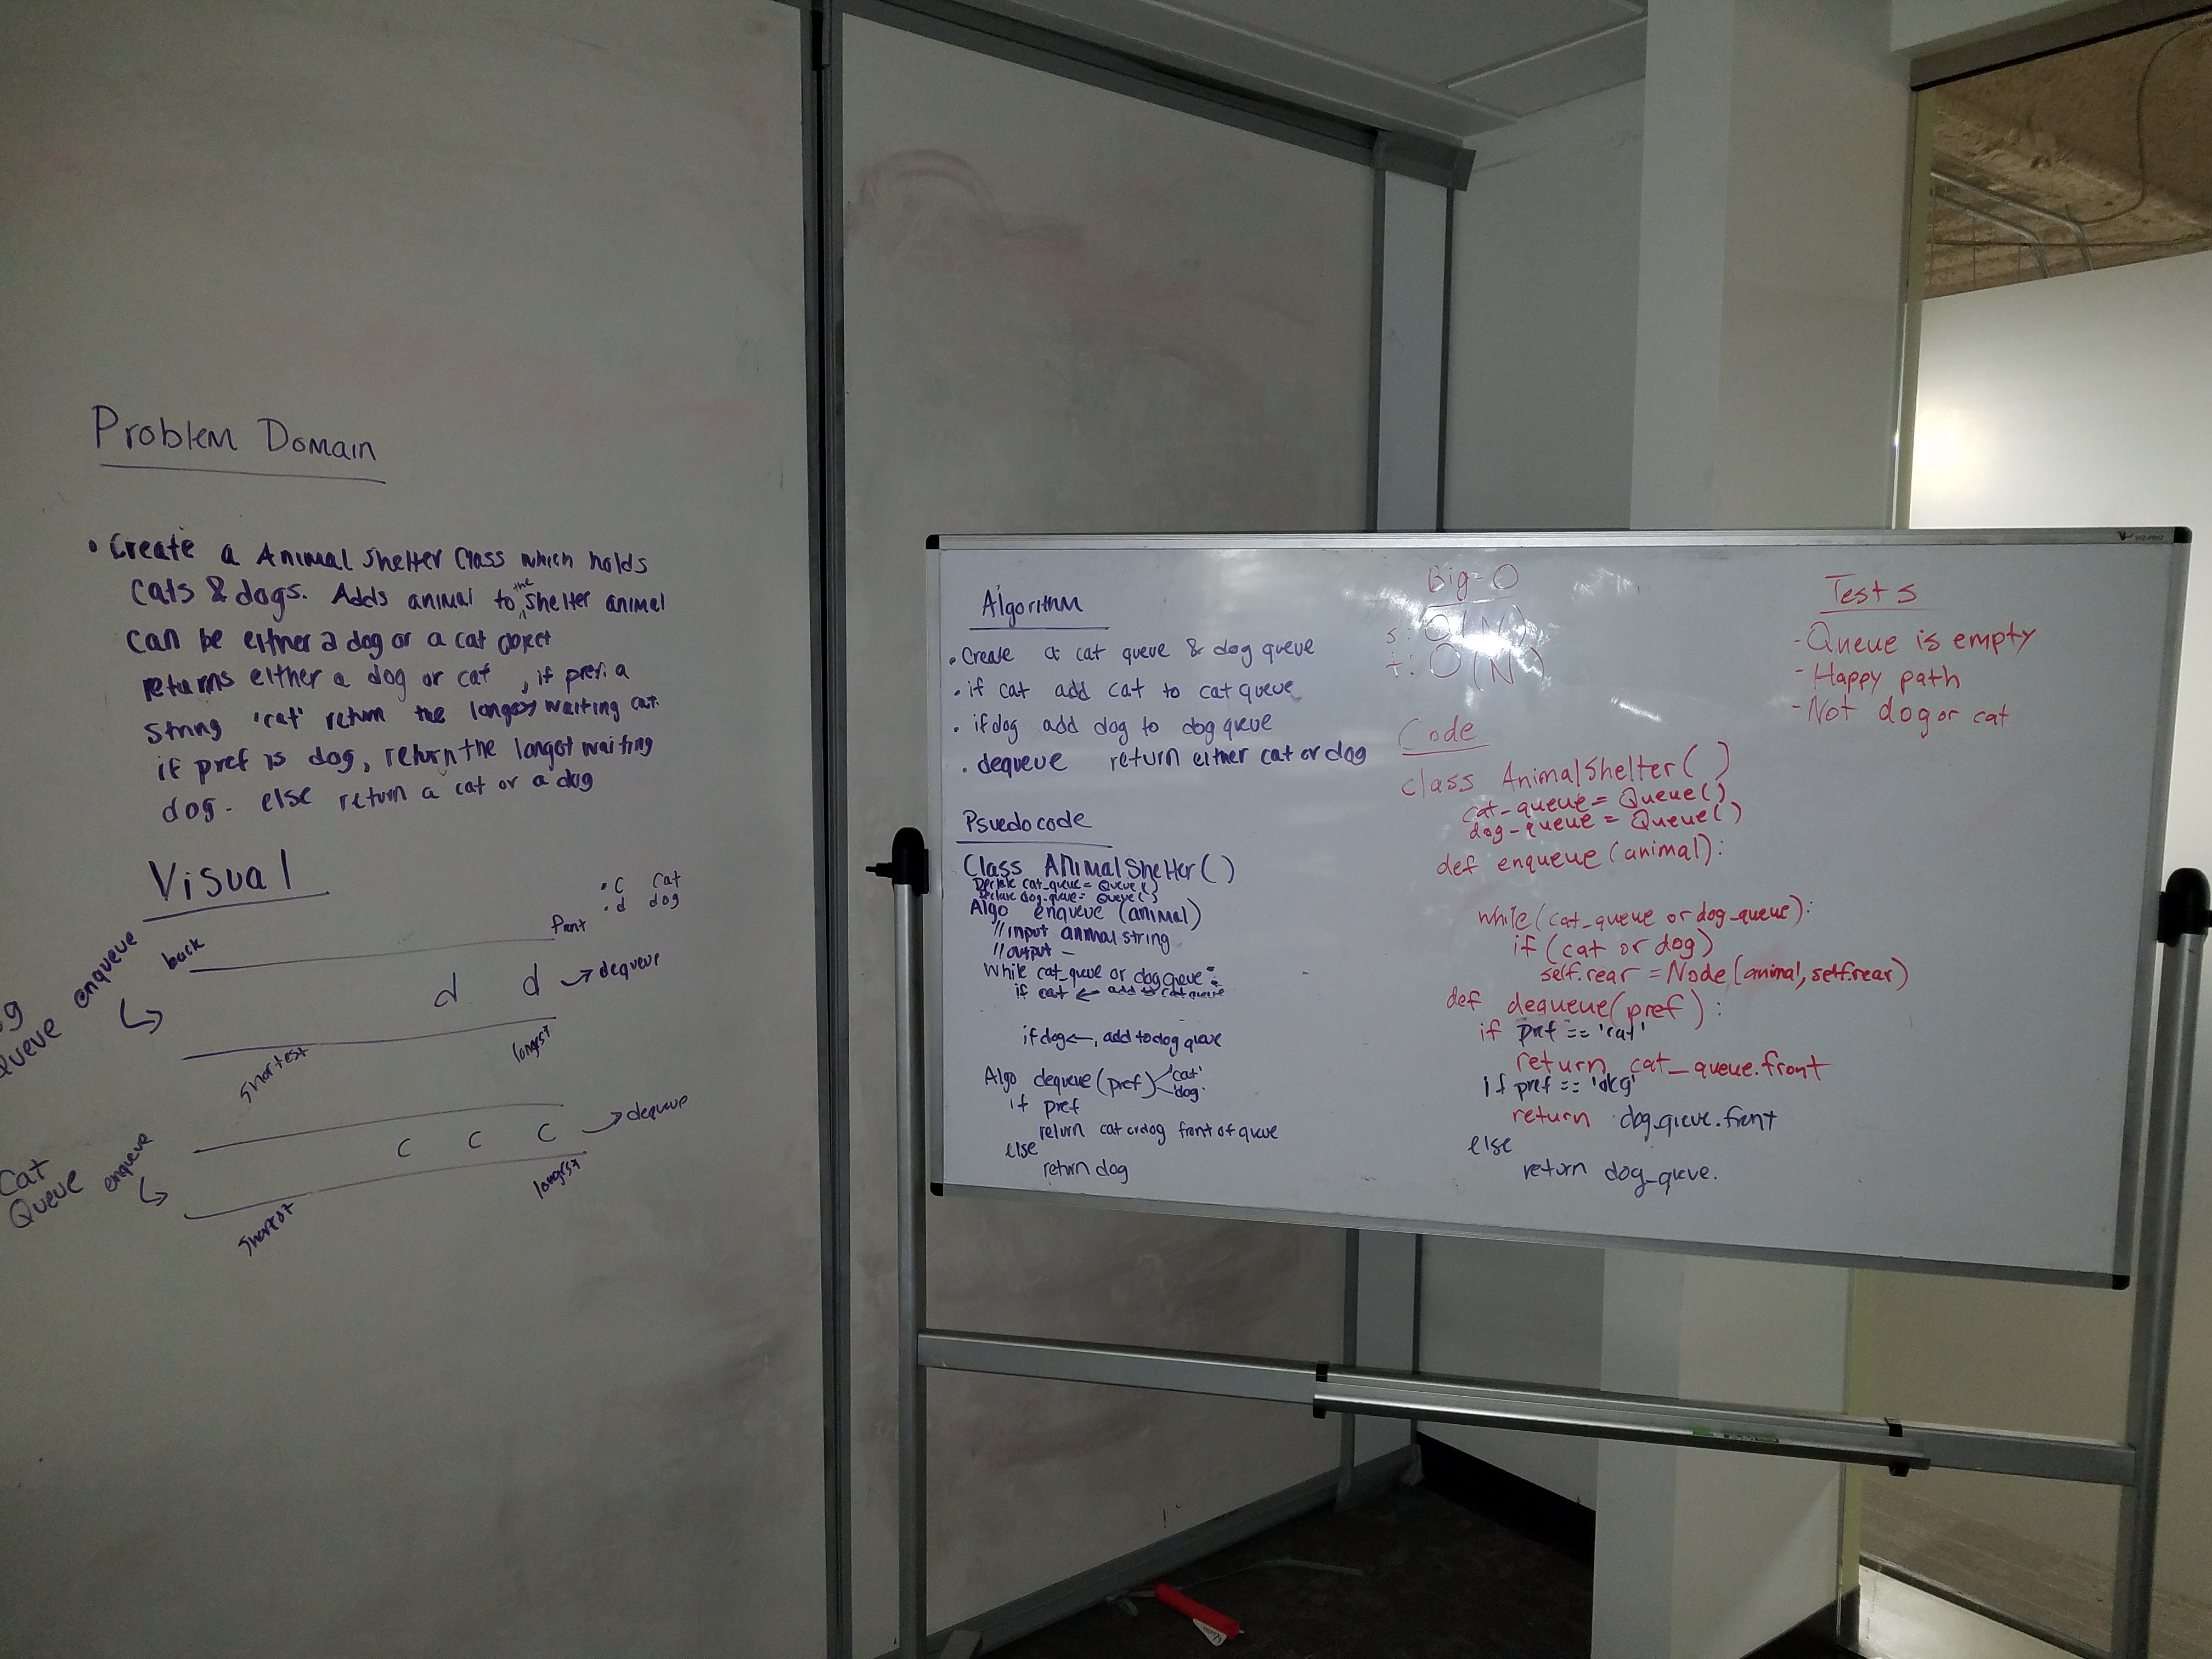 Problem Domain
• Create a Animal Shelter Class which holds
cats & dogs. Adds animal to the shelter animal
can be either a dog or a cat object
returns either a dog or cat, if pref: a
string 'cat' return the longest waiting cat.
if pref is dog, return the longest waiting
dog. else return a cat or a dog
Visual
• c cat
• d dog
back
front
enqueue
Queue
d d → dequeue
shortest
longest
Cat
Queue
enqueue
c c c → dequeue
shortest
longest
Algorithm
• Create a cat queue & dog queue
• if cat add cat to cat queue
• if dog add dog to dog queue
• dequeue return either cat or dog
Psuedocode
Class AnimalShelter()
Declare cat_queue = Queue()
Declare dog_queue = Queue()
Algo enqueue (animal)
// input animal string
// output -
While cat_queue or dog queue:
if cat ← add to cat queue
if dog ←, add to dog queue
Algo dequeue (pref) 'cat'
'dog'
if pref
return cat or dog front of queue
else
return dog
Big-O
s: O(N)
t: O(N)
Code
class AnimalShelter()
cat_queue = Queue()
dog-queue = Queue()
def enqueue (animal):
while (cat_queue or dog_queue):
if (cat or dog)
self.rear = Node(animal, self.rear)
def dequeue(pref):
if pref == 'cat'
return cat_queue.front
if pref == 'dog'
return dog_queue.front
else
return dog_queue.
Tests
- Queue is empty
- Happy path
- Not dog or cat